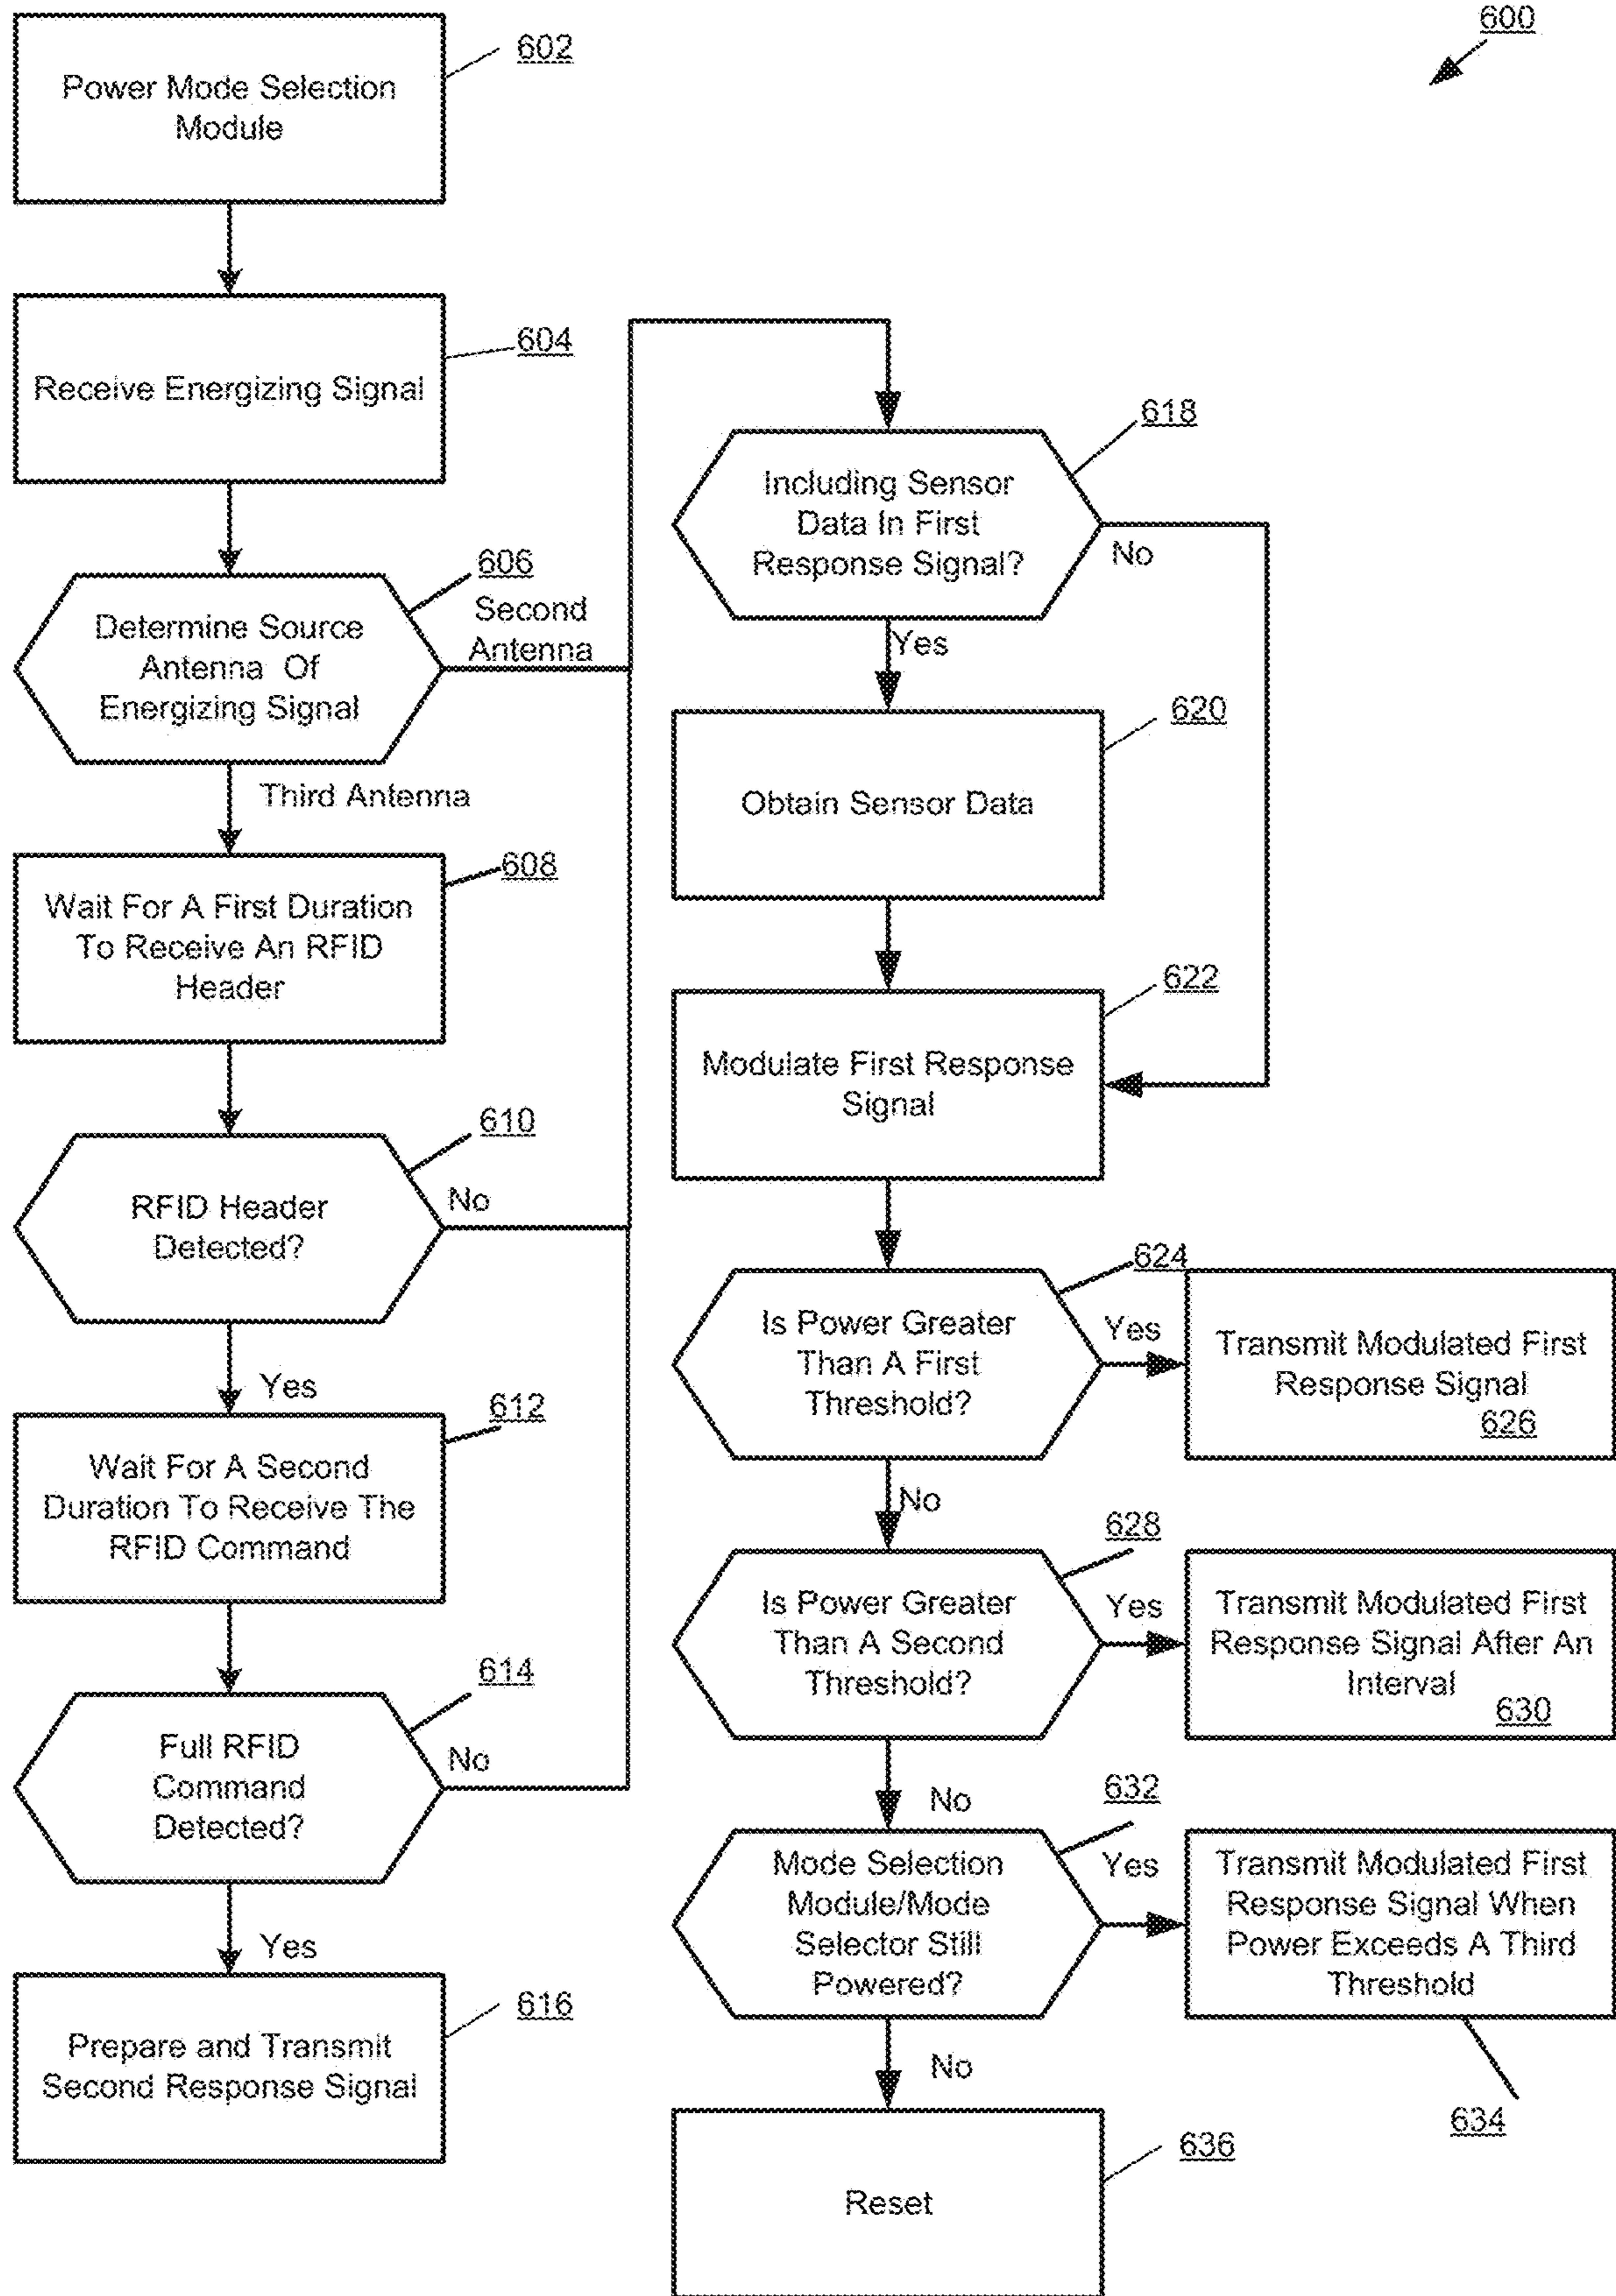 600
602
Power Mode Selection
Module
604
Receive Energizing Signal
606
Determine Source
Antenna Of
Energizing Signal
Second
Antenna
Third Antenna
608
Wait For A First Duration
To Receive An RFID
Header
610
RFID Header
Detected?
No
Yes
612
Wait For A Second
Duration To Receive The
RFID Command
614
Full RFID
Command
Detected?
No
Yes
616
Prepare and Transmit
Second Response Signal
618
Including Sensor
Data In First
Response Signal?
No
Yes
620
Obtain Sensor Data
622
Modulate First Response
Signal
624
Is Power Greater
Than A First
Threshold?
Yes
Transmit Modulated First
Response Signal
626
No
628
Is Power Greater
Than A Second
Threshold?
Yes
Transmit Modulated First
Response Signal After An
Interval
630
No
632
Mode Selection
Module/Mode
Selector Still
Powered?
Yes
Transmit Modulated First
Response Signal When
Power Exceeds A Third
Threshold
634
No
636
Reset